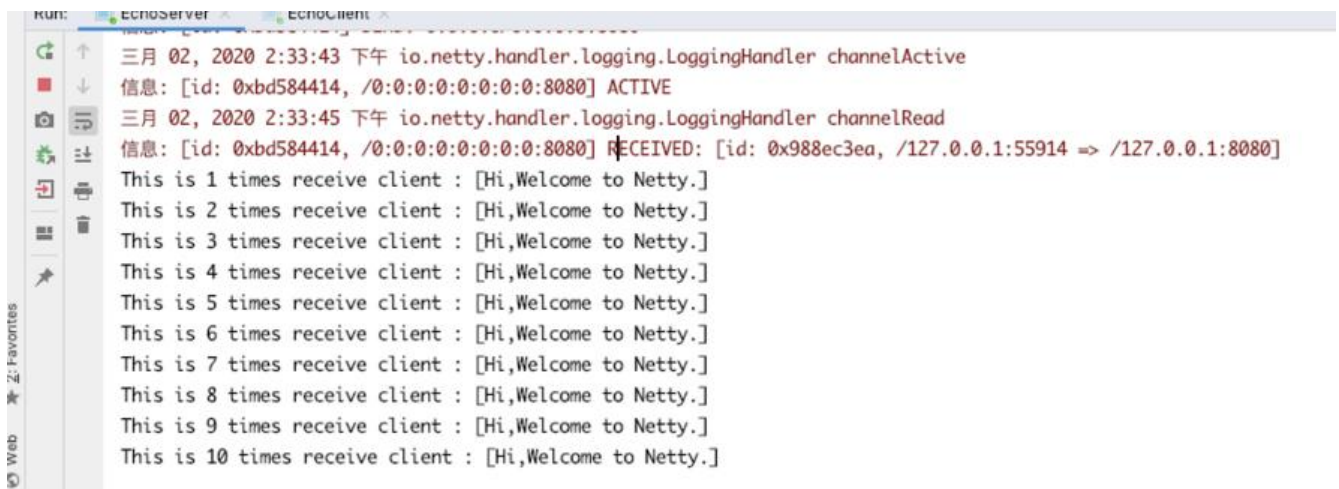 Run: EchoServer × EchoClient ×
三月 02, 2020 2:33:43 下午 io.netty.handler.logging.LoggingHandler channelActive
信息: [id: 0xbd584414, /0:0:0:0:0:0:0:0:8080] ACTIVE
三月 02, 2020 2:33:45 下午 io.netty.handler.logging.LoggingHandler channelRead
信息: [id: 0xbd584414, /0:0:0:0:0:0:0:0:8080] RECEIVED: [id: 0x988ec3ea, /127.0.0.1:55914 => /127.0.0.1:8080]
This is 1 times receive client : [Hi,Welcome to Netty.]
This is 2 times receive client : [Hi,Welcome to Netty.]
This is 3 times receive client : [Hi,Welcome to Netty.]
This is 4 times receive client : [Hi,Welcome to Netty.]
This is 5 times receive client : [Hi,Welcome to Netty.]
This is 6 times receive client : [Hi,Welcome to Netty.]
This is 7 times receive client : [Hi,Welcome to Netty.]
This is 8 times receive client : [Hi,Welcome to Netty.]
This is 9 times receive client : [Hi,Welcome to Netty.]
This is 10 times receive client : [Hi,Welcome to Netty.]
2: Favorites
Web